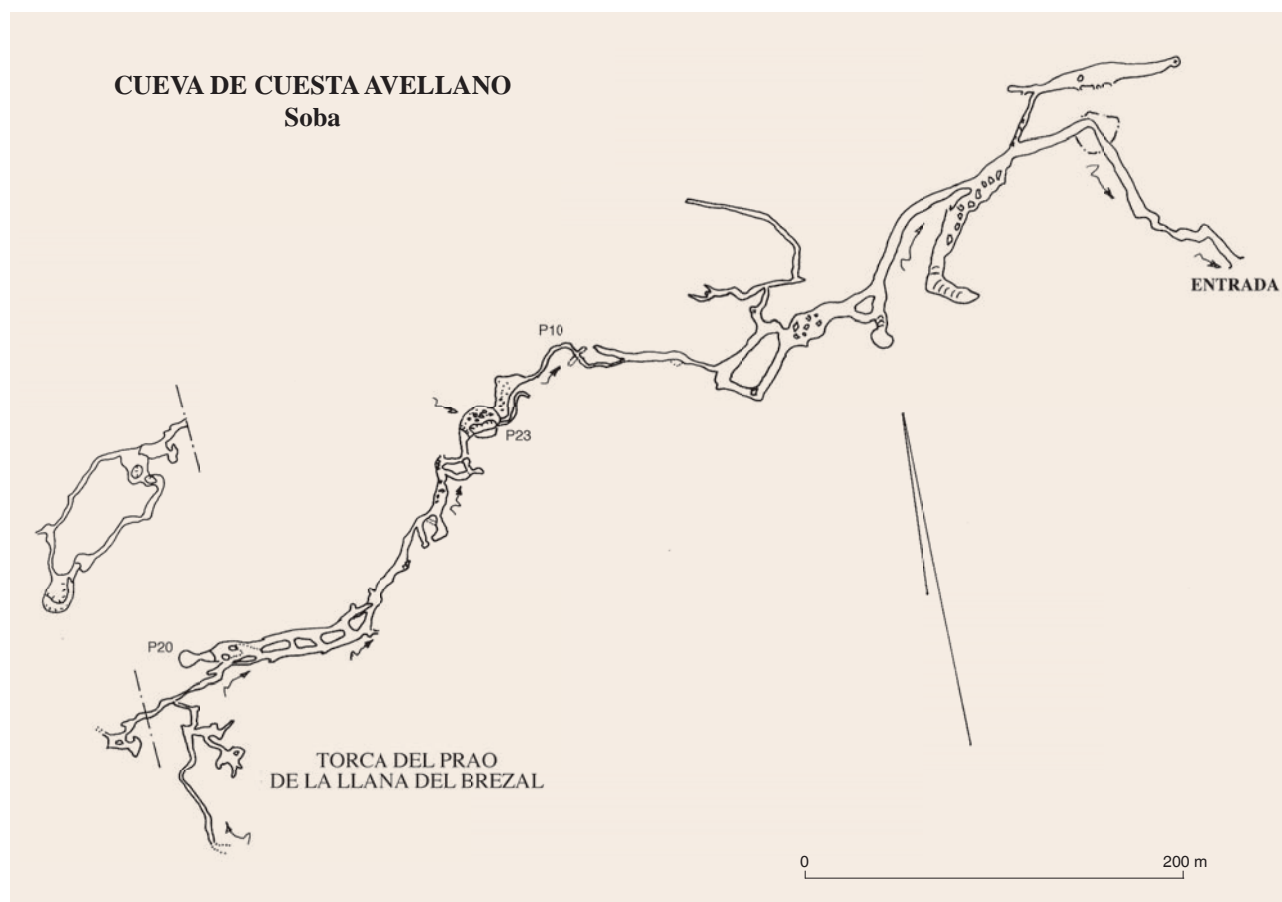 CUEVA DE CUESTA AVELLANO
Soba
ENTRADA
P10
P23
P20
TORCA DEL PRAO
DE LA LLANA DEL BREZAL
0 200 m